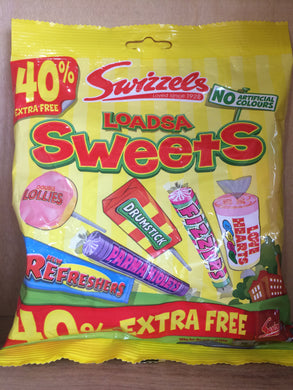 40%
EXTRA FREE
Swizzels
Loved since 1928
NO ARTIFICIAL
COLOURS
LOADSA
Sweets
DOUBLE
LOLLIES
DRUMSTICK
PARMA VIOLETS
FIZZERS
LOVE
HEARTS
REFRESHERS
40% EXTRA FREE